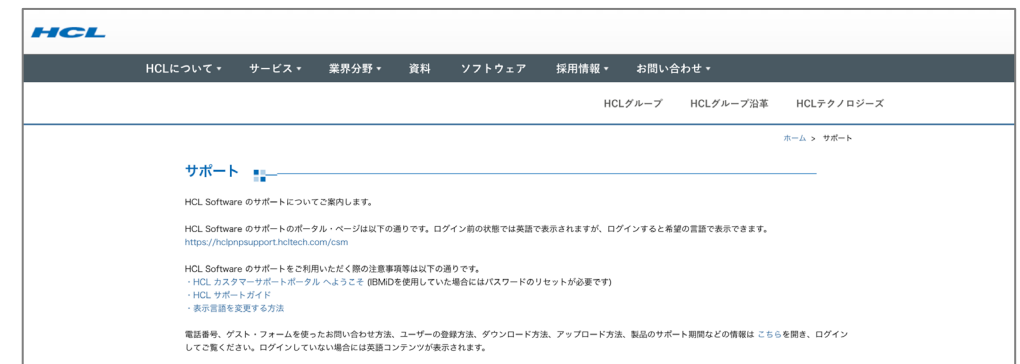 HCL
HCLについて▼ サービス▼ 業界分野▼ 資料 ソフトウェア 採用情報▼ お問い合わせ▼
HCLグループ HCLグループ沿革 HCLテクノロジーズ
ホーム > サポート
サポート
HCL Software のサポートについてご案内します。
HCL Software のサポートのポータル・ページは以下の通りです。ログイン前の状態では英語で表示されますが、ログインすると希望の言語で表示できます。
https://hclpnpsupport.hcltech.com/csm
HCL Software のサポートをご利用いただく際の注意事項等は以下の通りです。
・HCL カスタマーサポートポータル へようこそ (IBMiDを使用していた場合にはパスワードのリセットが必要です)
・HCL サポートガイド
・表示言語を変更する方法
電話番号、ゲスト・フォームを使ったお問い合わせ方法、ユーザーの登録方法、ダウンロード方法、アップロード方法、製品のサポート期間などの情報は こちらを開き、ログイン
してご覧ください。ログインしていない場合には英語コンテンツが表示されます。